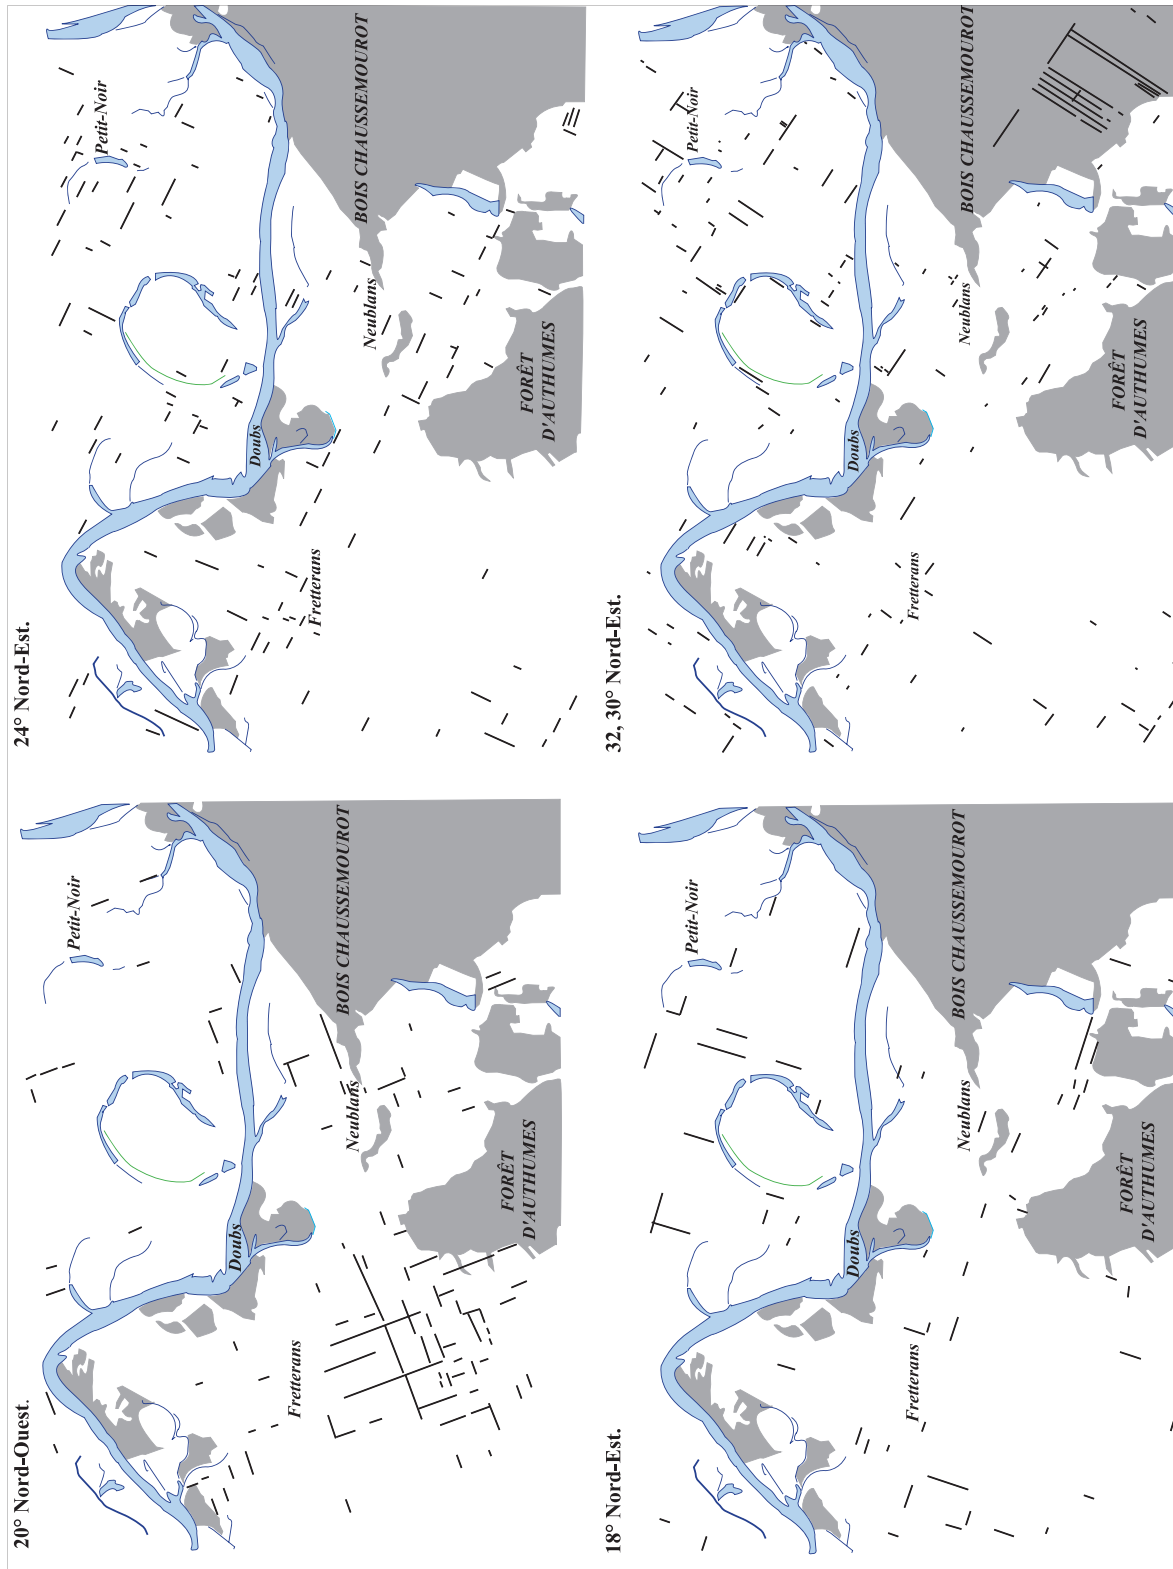 20° Nord-Ouest.
Petit-Noir
Doubs
Fretterans
Neublans
BOIS CHAUSSEMOUROT
FORÊT
D'AUTHUMES
24° Nord-Est.
Petit-Noir
Doubs
Fretterans
Neublans
BOIS CHAUSSEMOUROT
FORÊT
D'AUTHUMES
18° Nord-Est.
Petit-Noir
Doubs
Fretterans
Neublans
BOIS CHAUSSEMOUROT
FORÊT
D'AUTHUMES
32, 30° Nord-Est.
Petit-Noir
Doubs
Fretterans
Neublans
BOIS CHAUSSEMOUROT
FORÊT
D'AUTHUMES